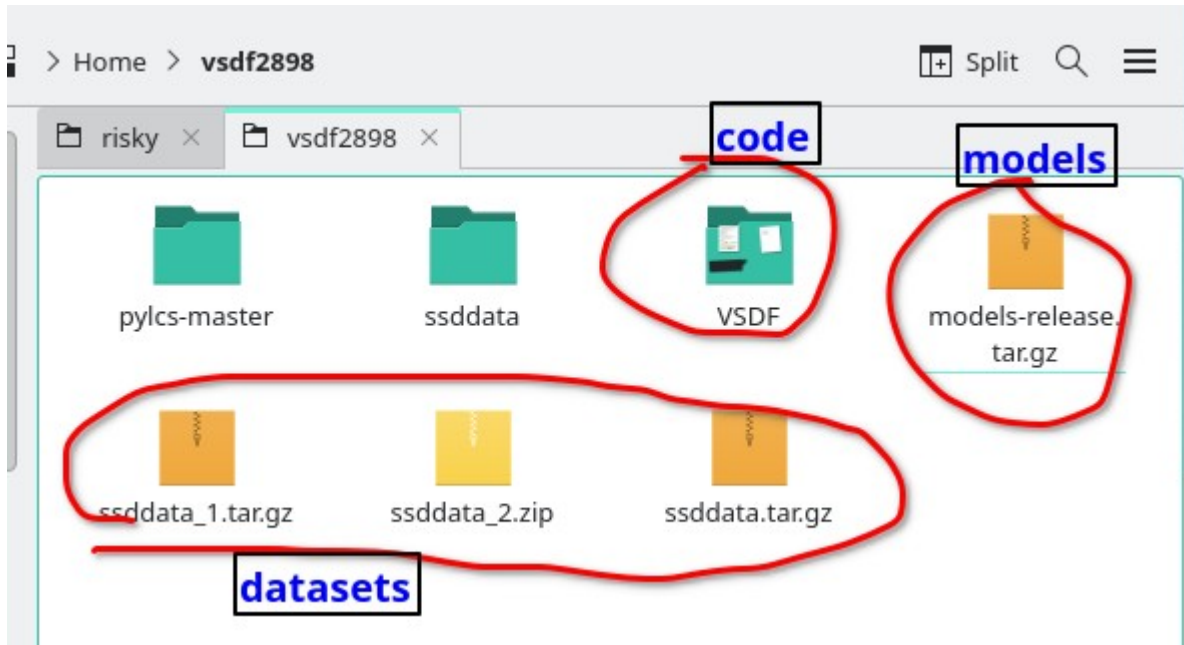 > Home > vsdf2898
Split
risky
vsdf2898
code
models
pylcs-master
ssddata
VSDF
models-release.
tar.gz
ssddata_1.tar.gz
ssddata_2.zip
ssddata.tar.gz
datasets